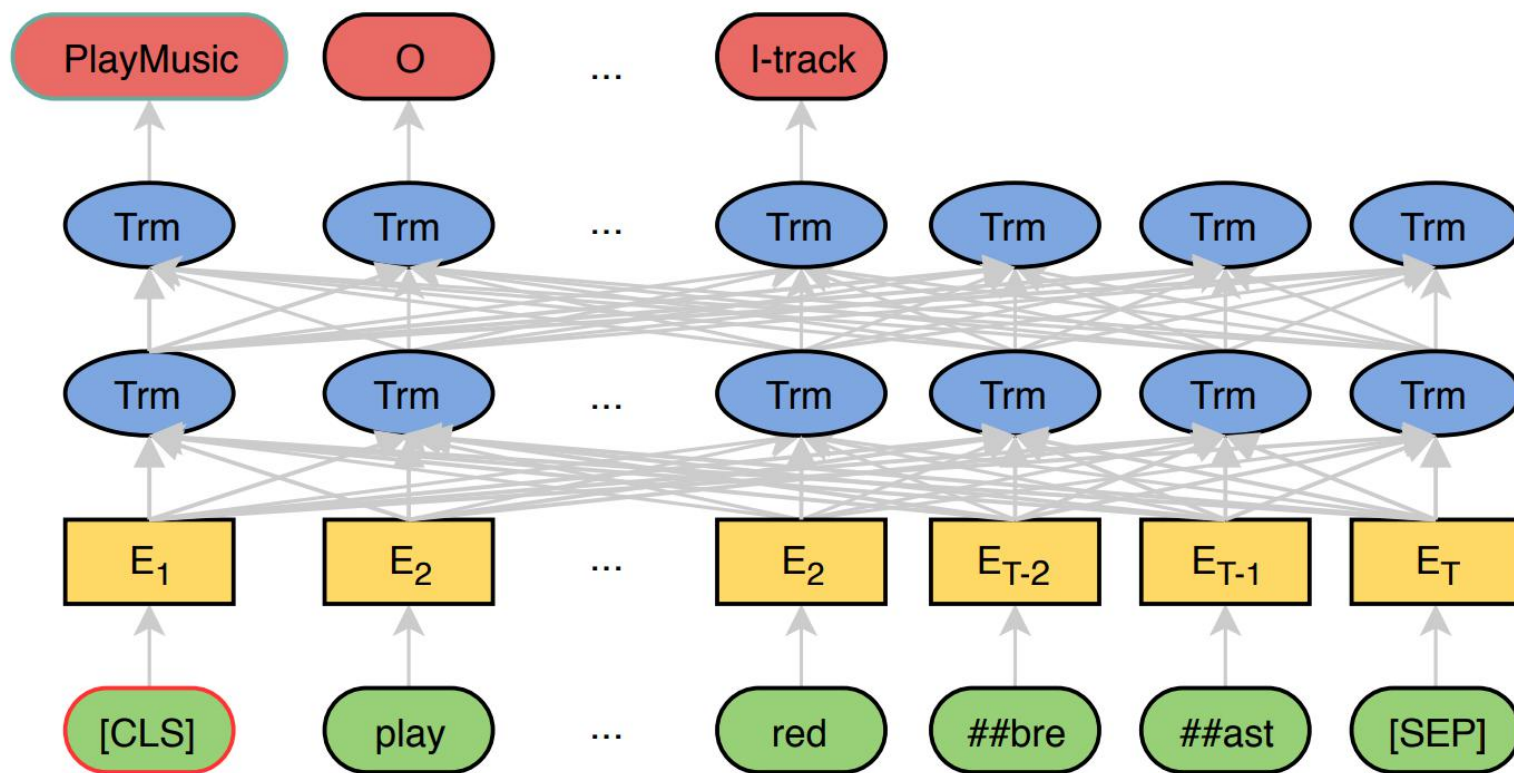 PlayMusic O ... I-track
Trm Trm ... Trm Trm Trm Trm
Trm Trm ... Trm Trm Trm Trm
E1 E2 ... E2 ET-2 ET-1 ET
[CLS] play ... red ##bre ##ast [SEP]